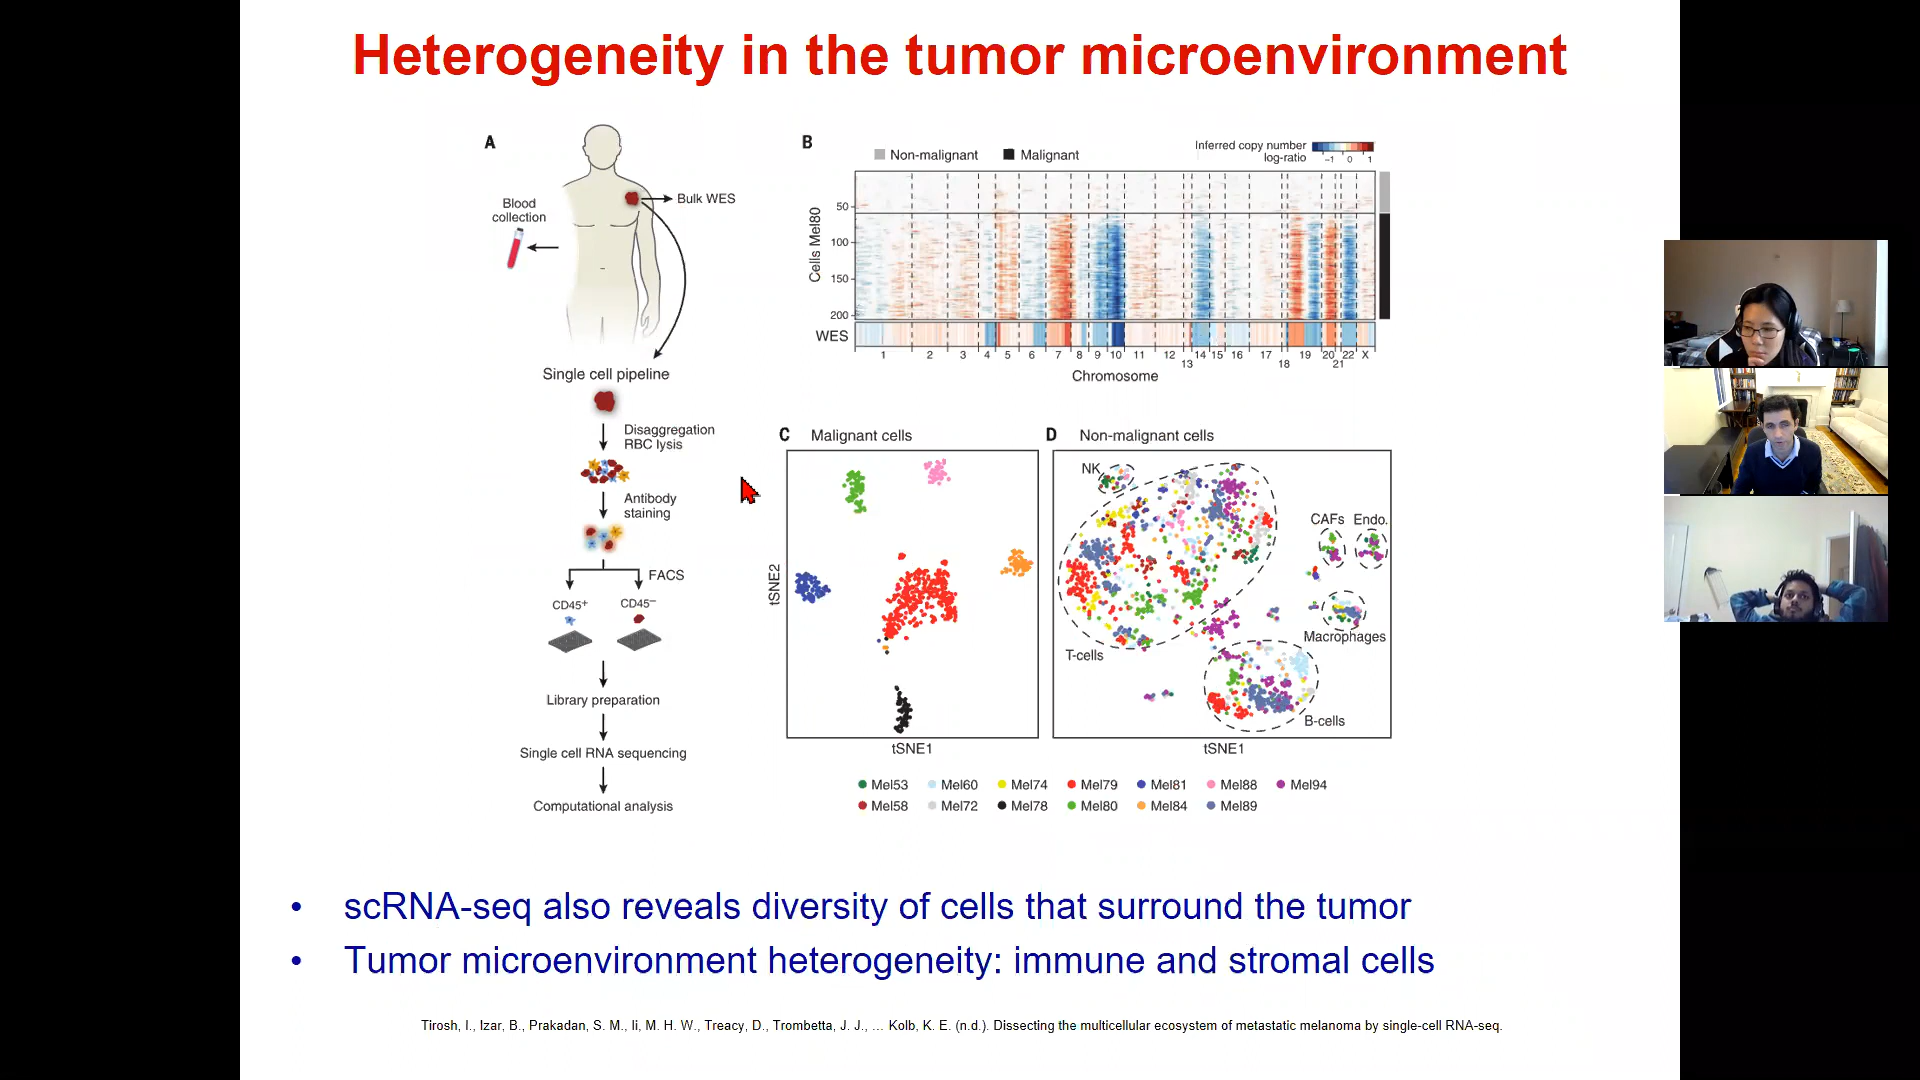 Heterogeneity in the tumor microenvironment
A
Blood
collection
Bulk WES
Single cell pipeline
Disaggregation
RBC lysis
Antibody
staining
FACS
CD45+
CD45−
Library preparation
Single cell RNA sequencing
Computational analysis
B
Non-malignant
Malignant
Inferred copy number
log-ratio
−1 0 1
Cells Mel80
50
100
150
200
WES
1 2 3 4 5 6 7 8 9 10 11 12 13 14 15 16 17 18 19 20 21 22 X
Chromosome
C Malignant cells
tSNE2
tSNE1
D Non-malignant cells
NK
CAFs Endo.
Macrophages
T-cells
B-cells
tSNE1
Mel53 Mel60 Mel74 Mel79 Mel81 Mel88 Mel94
Mel58 Mel72 Mel78 Mel80 Mel84 Mel89
• scRNA-seq also reveals diversity of cells that surround the tumor
• Tumor microenvironment heterogeneity: immune and stromal cells
Tirosh, I., Izar, B., Prakadan, S. M., Ii, M. H. W., Treacy, D., Trombetta, J. J., … Kolb, K. E. (n.d.). Dissecting the multicellular ecosystem of metastatic melanoma by single-cell RNA-seq.